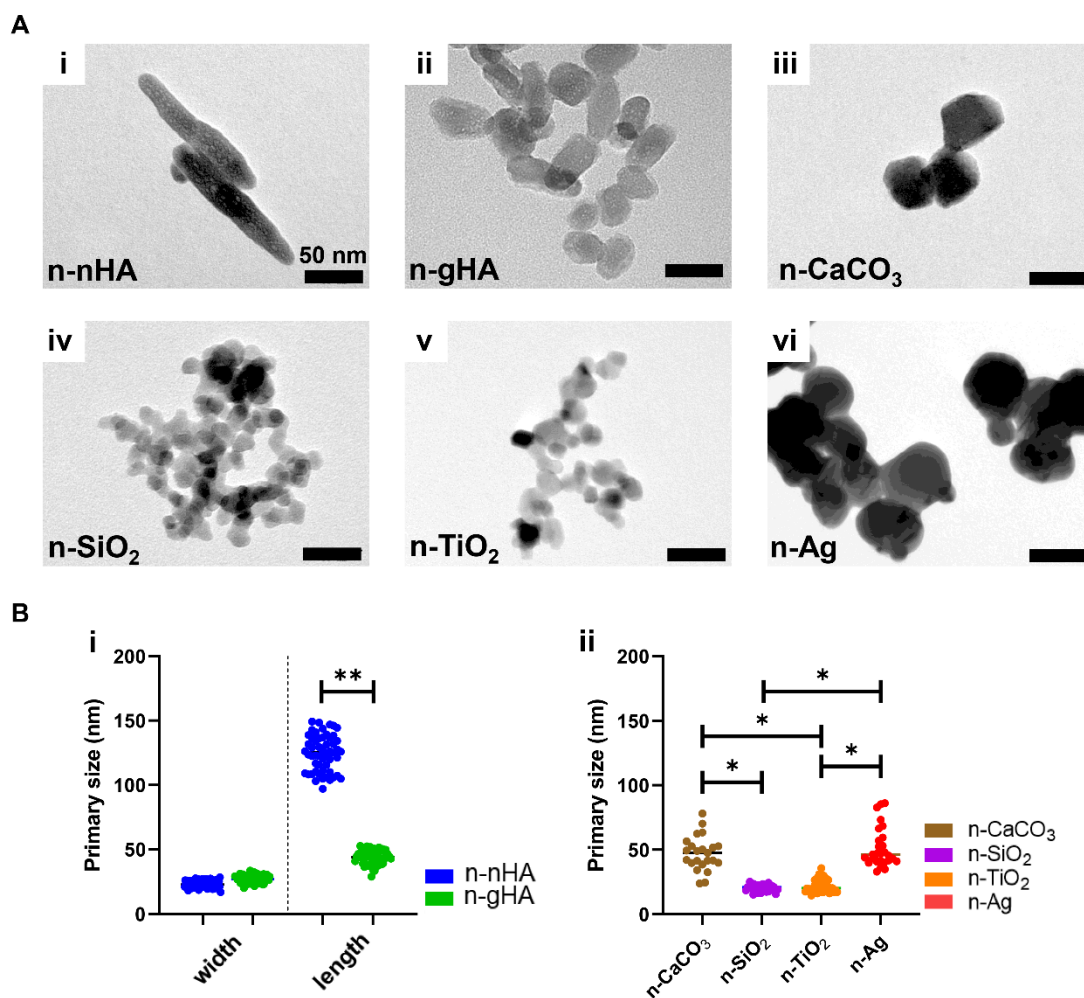 A
i
ii
iii
50 nm
n-nHA
n-gHA
n-CaCO₃
iv
v
vi
n-SiO₂
n-TiO₂
n-Ag
B
i
Primary size (nm)
200
150
100
50
0
**
width
length
n-nHA
n-gHA
ii
Primary size (nm)
200
150
100
50
0
*
*
*
*
n-CaCO₃
n-SiO₂
n-TiO₂
n-Ag
n-CaCO₃
n-SiO₂
n-TiO₂
n-Ag